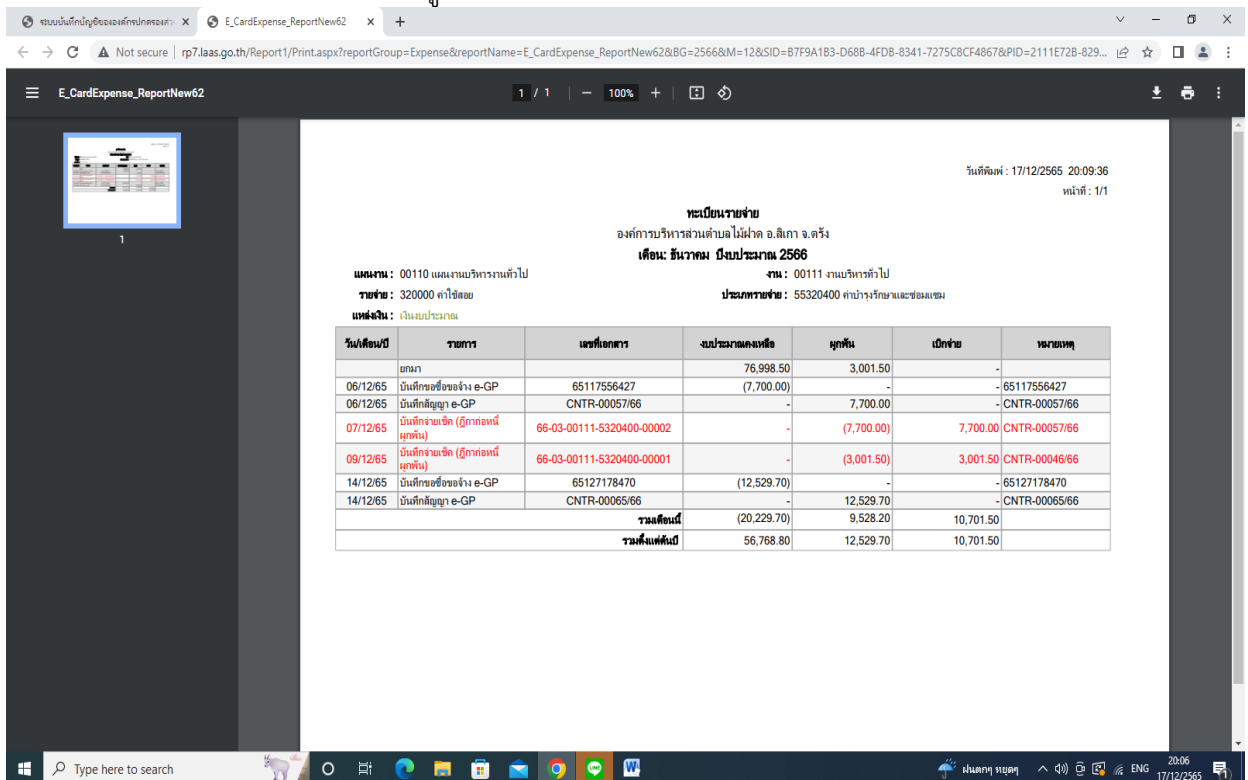 E_CardExpense_ReportNew62
Not secure | rp7.laas.go.th/Report1/Print.aspx?reportGroup=Expense&reportName=E_CardExpense_ReportNew62&BG=2566&M=12&SID=B7F9A1B3-D68B-4FDB-8341-7275C8CF4867&PID=2111E72B-829...
E_CardExpense_ReportNew62
1 / 1 | − 100% +
1
วันที่พิมพ์ : 17/12/2565 20:09:36
หน้าที่ : 1/1
ทะเบียนรายจ่าย
องค์การบริหารส่วนตำบลไม้ฝาด อ.สิเกา จ.ตรัง
เดือน: ธันวาคม ปีงบประมาณ 2566
แผนงาน : 00110 แผนงานบริหารงานทั่วไป งาน : 00111 งานบริหารทั่วไป
รายจ่าย : 320000 ค่าใช้สอย ประเภทรายจ่าย : 55320400 ค่าบำรุงรักษาและซ่อมแซม
แหล่งเงิน : เงินงบประมาณ
วัน/เดือน/ปี รายการ เลขที่เอกสาร งบประมาณคงเหลือ ผูกพัน เบิกจ่าย หมายเหตุ
ยกมา 76,998.50 3,001.50 -
06/12/65 บันทึกขอซื้อขอจ้าง e-GP 65117556427 (7,700.00) - - 65117556427
06/12/65 บันทึกสัญญา e-GP CNTR-00057/66 - 7,700.00 - CNTR-00057/66
07/12/65 บันทึกจ่ายเช็ค (ฎีกาก่อหนี้ผูกพัน) 66-03-00111-5320400-00002 - (7,700.00) 7,700.00 CNTR-00057/66
09/12/65 บันทึกจ่ายเช็ค (ฎีกาก่อหนี้ผูกพัน) 66-03-00111-5320400-00001 - (3,001.50) 3,001.50 CNTR-00046/66
14/12/65 บันทึกขอซื้อขอจ้าง e-GP 65127178470 (12,529.70) - - 65127178470
14/12/65 บันทึกสัญญา e-GP CNTR-00065/66 - 12,529.70 - CNTR-00065/66
รวมเดือนนี้ (20,229.70) 9,528.20 10,701.50
รวมตั้งแต่ต้นปี 56,768.80 12,529.70 10,701.50
Type here to search
ฝนตกๆ หยุดๆ ENG 20:06
17/12/2565